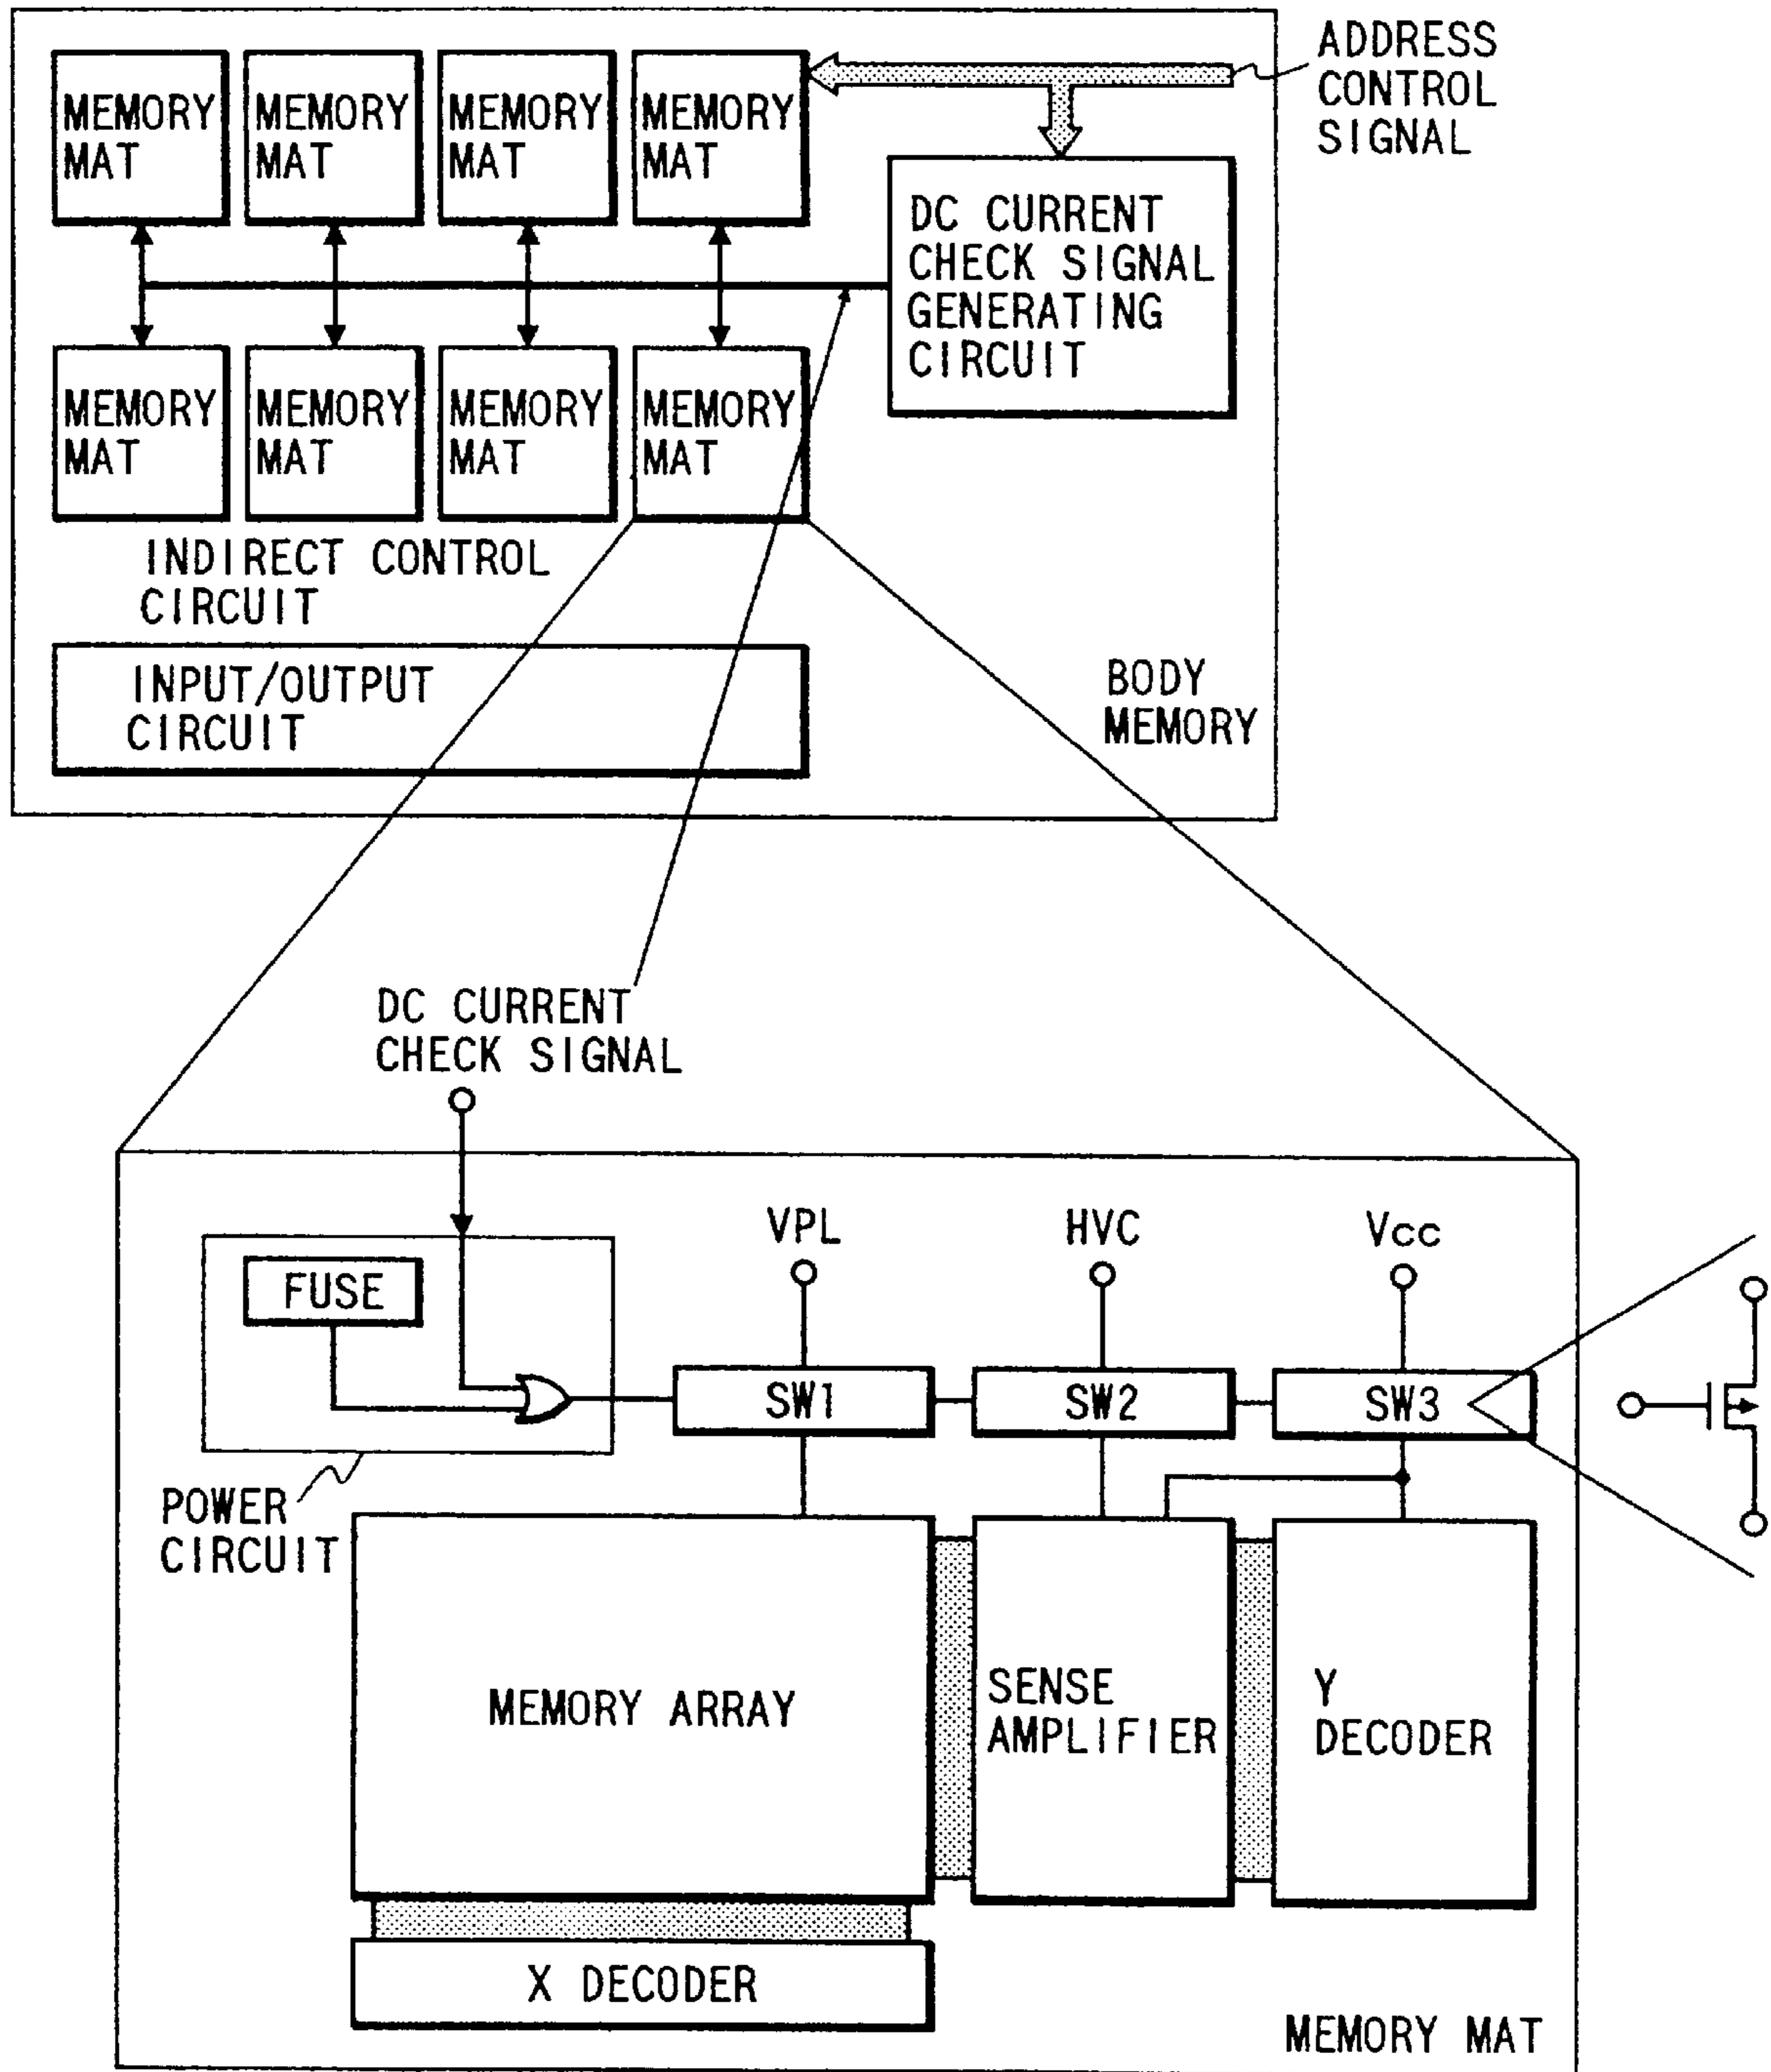 ADDRESS
CONTROL
SIGNAL
MEMORY
MAT
MEMORY
MAT
MEMORY
MAT
MEMORY
MAT
DC CURRENT
CHECK SIGNAL
GENERATING
CIRCUIT
MEMORY
MAT
MEMORY
MAT
MEMORY
MAT
MEMORY
MAT
INDIRECT CONTROL
CIRCUIT
INPUT/OUTPUT
CIRCUIT
BODY
MEMORY
DC CURRENT
CHECK SIGNAL
VPL
HVC
Vcc
FUSE
SW1
SW2
SW3
POWER
CIRCUIT
MEMORY ARRAY
SENSE
AMPLIFIER
Y
DECODER
X DECODER
MEMORY MAT